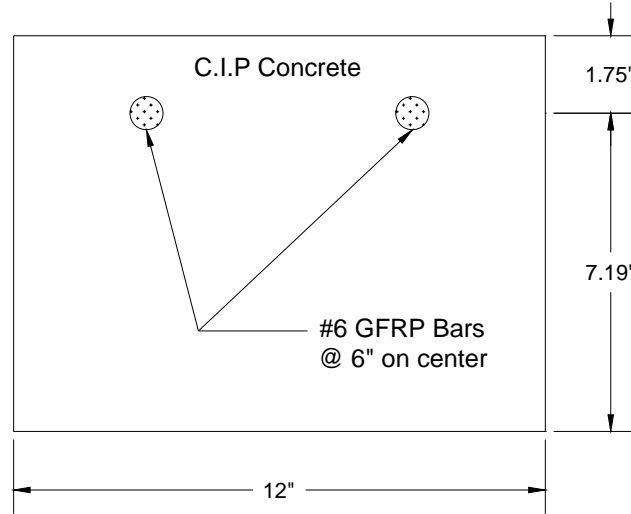 C.I.P Concrete
1.75"
7.19"
#6 GFRP Bars
@ 6" on center
12"